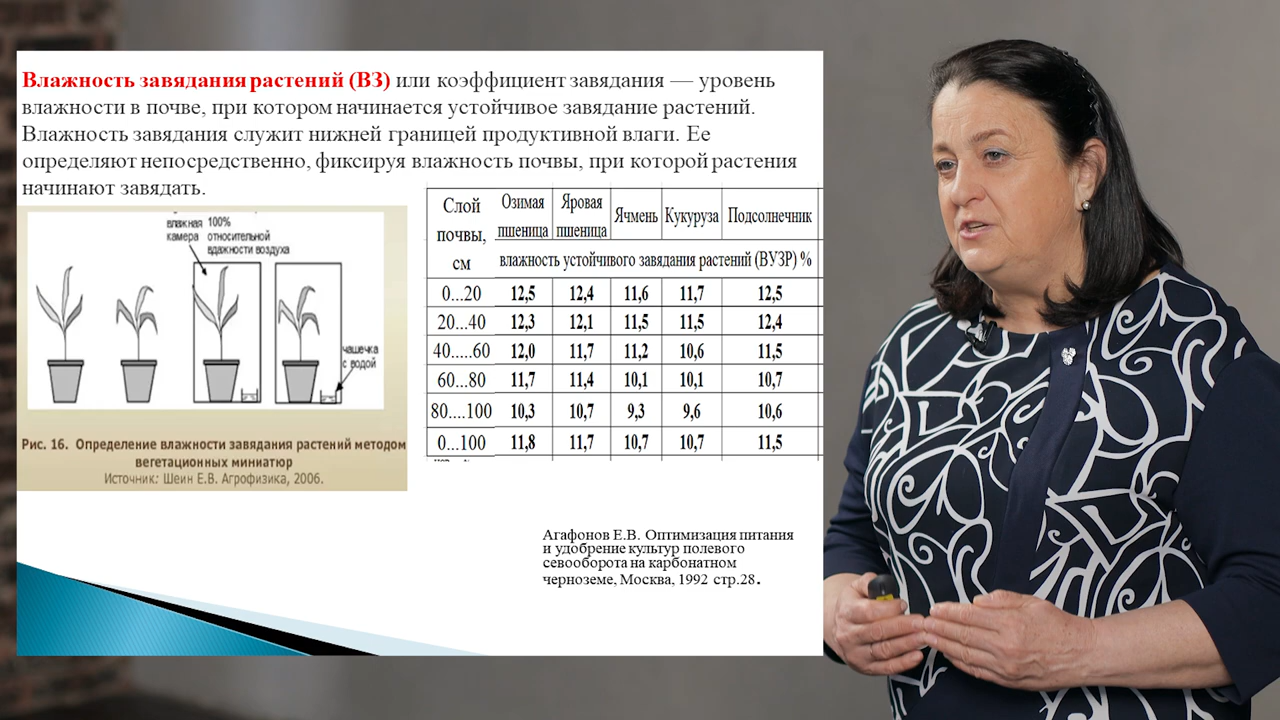 Влажность завядания растений (ВЗ) или коэффициент завядания — уровень
влажности в почве, при котором начинается устойчивое завядание растений.
Влажность завядания служит нижней границей продуктивной влаги. Ее
определяют непосредственно, фиксируя влажность почвы, при которой растения
начинают завядать.
влажная 100%
камера относительной
вдажности воздуха
чашечка
с водой
Рис. 16. Определение влажности завядания растений методом
вегетационных миниатюр
Источник: Шеин Е.В. Агрофизика, 2006.
Слой почвы, см Озимая пшеница Яровая пшеница Ячмень Кукуруза Подсолнечник
влажность устойчивого завядания растений (ВУЗР) %
0...20 12,5 12,4 11,6 11,7 12,5
20...40 12,3 12,1 11,5 11,5 12,4
40.....60 12,0 11,7 11,2 10,6 11,5
60...80 11,7 11,4 10,1 10,1 10,7
80....100 10,3 10,7 9,3 9,6 10,6
0...100 11,8 11,7 10,7 10,7 11,5
Агафонов Е.В. Оптимизация питания
и удобрение культур полевого
севооборота на карбонатном
черноземе, Москва, 1992 стр.28.